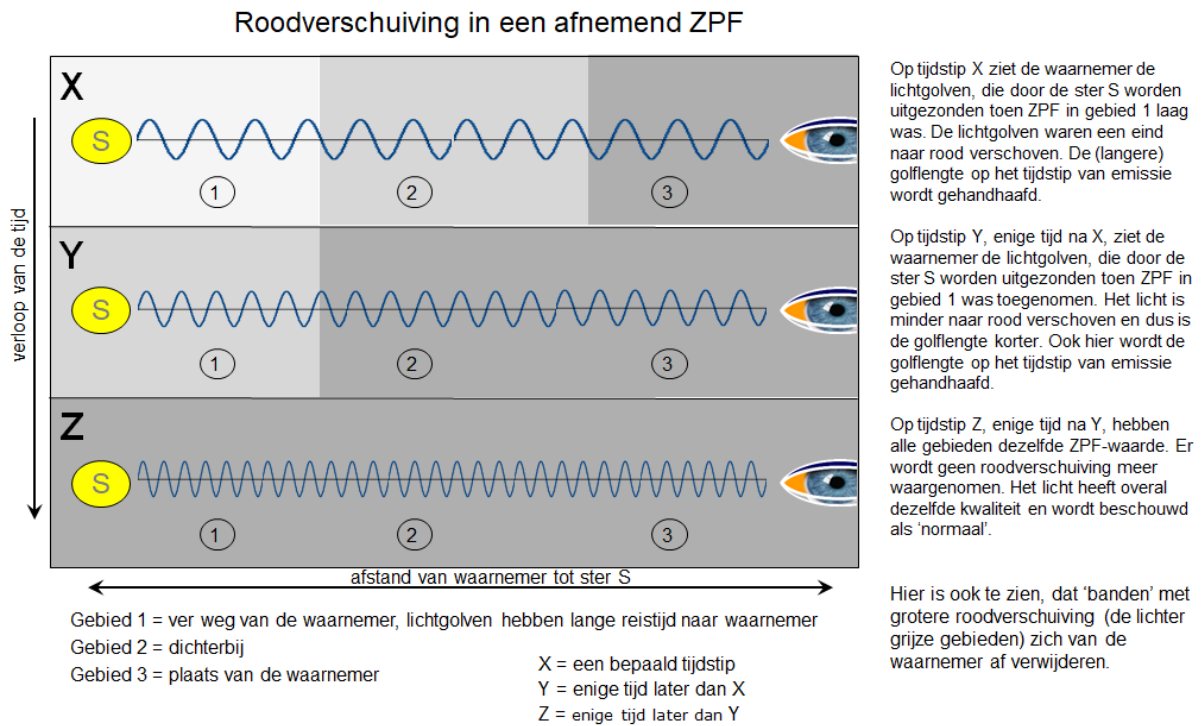 Roodverschuiving in een afnemend ZPF
verloop van de tijd
X
S
1
2
3
Op tijdstip X ziet de waarnemer de
lichtgolven, die door de ster S worden
uitgezonden toen ZPF in gebied 1 laag
was. De lichtgolven waren een eind
naar rood verschoven. De (langere)
golflengte op het tijdstip van emissie
wordt gehandhaafd.
Y
S
1
2
3
Op tijdstip Y, enige tijd na X, ziet de
waarnemer de lichtgolven, die door de
ster S worden uitgezonden toen ZPF in
gebied 1 was toegenomen. Het licht is
minder naar rood verschoven en dus is
de golflengte korter. Ook hier wordt de
golflengte op het tijdstip van emissie
gehandhaafd.
Z
S
1
2
3
Op tijdstip Z, enige tijd na Y, hebben
alle gebieden dezelfde ZPF-waarde. Er
wordt geen roodverschuiving meer
waargenomen. Het licht heeft overal
dezelfde kwaliteit en wordt beschouwd
als ‘normaal’.
afstand van waarnemer tot ster S
Gebied 1 = ver weg van de waarnemer, lichtgolven hebben lange reistijd naar waarnemer
Gebied 2 = dichterbij
Gebied 3 = plaats van de waarnemer
X = een bepaald tijdstip
Y = enige tijd later dan X
Z = enige tijd later dan Y
Hier is ook te zien, dat ‘banden’ met
grotere roodverschuiving (de lichter
grijze gebieden) zich van de
waarnemer af verwijderen.